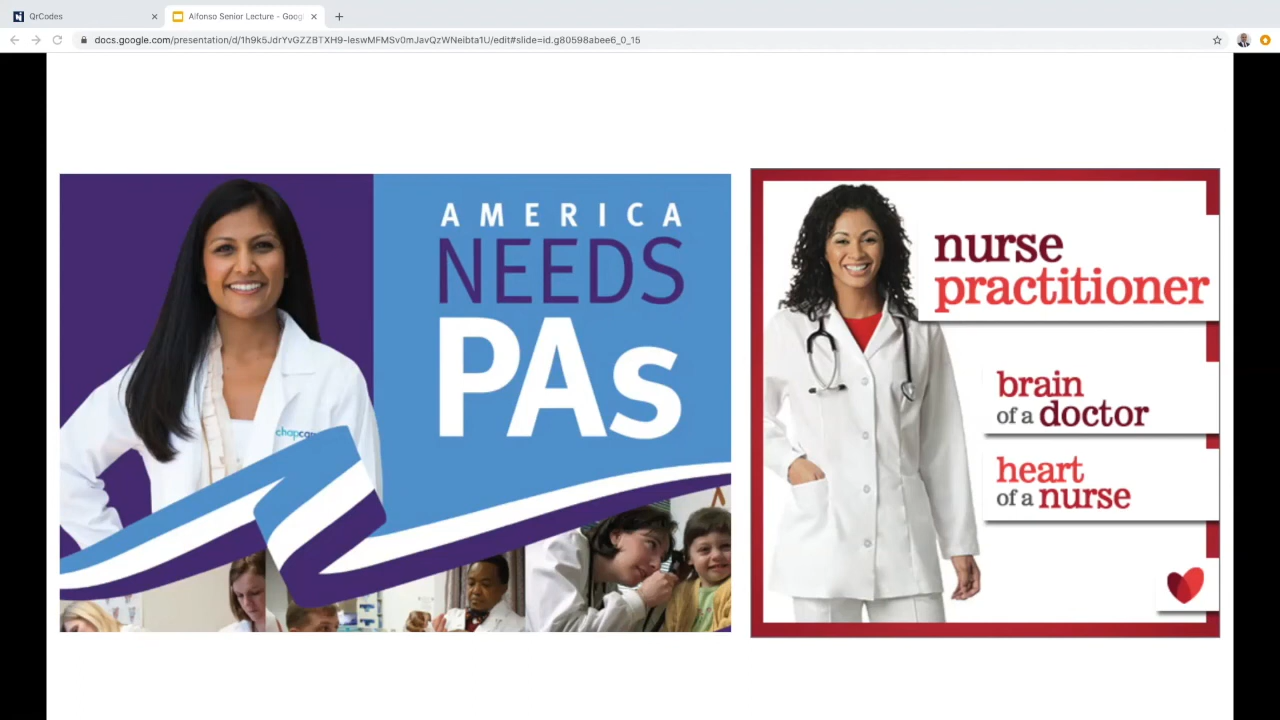 QrCodes
Alfonso Senior Lecture - Goog
docs.google.com/presentation/d/1h9k5JdrYvGZZBTXH9-IeswMFMSv0mJavQzWNeibta1U/edit#slide=id.g80598abee6_0_15
AMERICA
NEEDS
PAs
nurse
practitioner
brain
of a doctor
heart
of a nurse